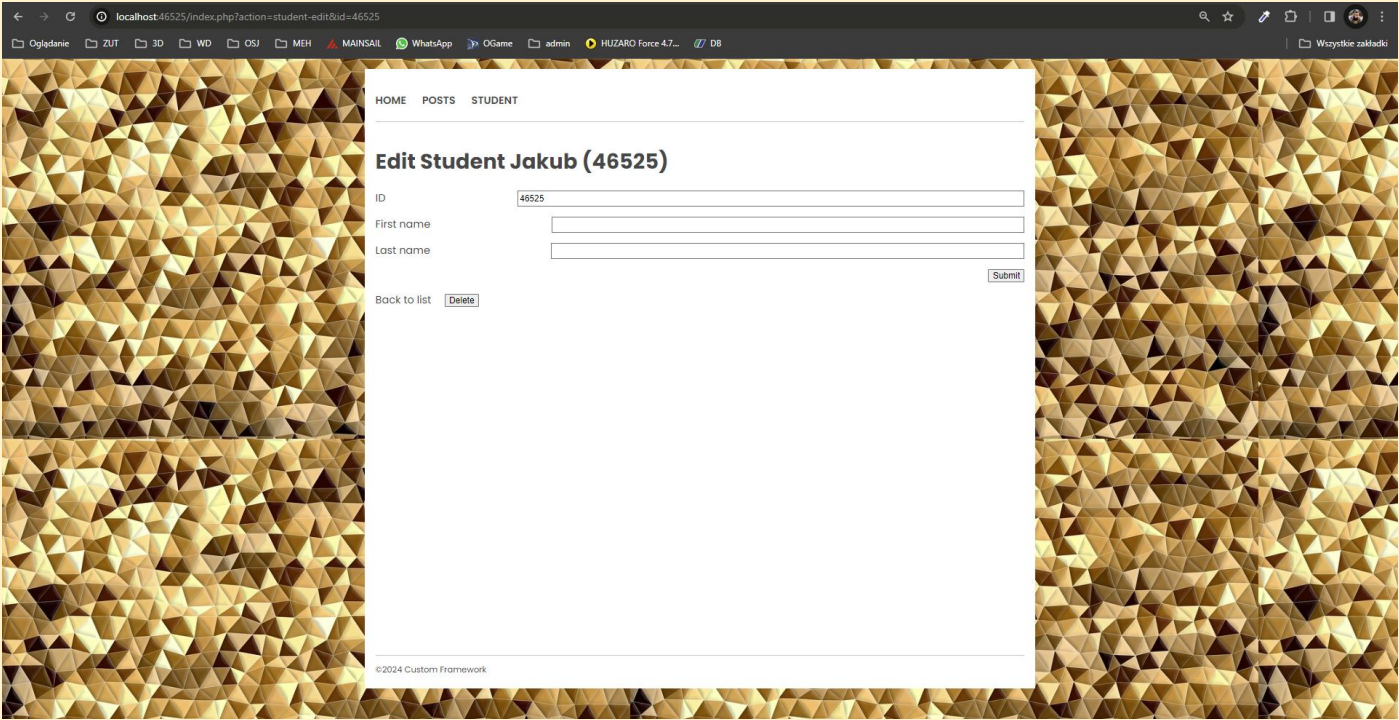 localhost:46525/index.php?action=student-edit&id=46525
Oglądanie ZUT 3D WD OSJ MEH MAINSAIL WhatsApp OGame admin HUZARO Force 4.7... DB Wszystkie zakładki
HOME POSTS STUDENT
Edit Student Jakub (46525)
ID 46525
First name
Last name
Submit
Back to list Delete
©2024 Custom Framework